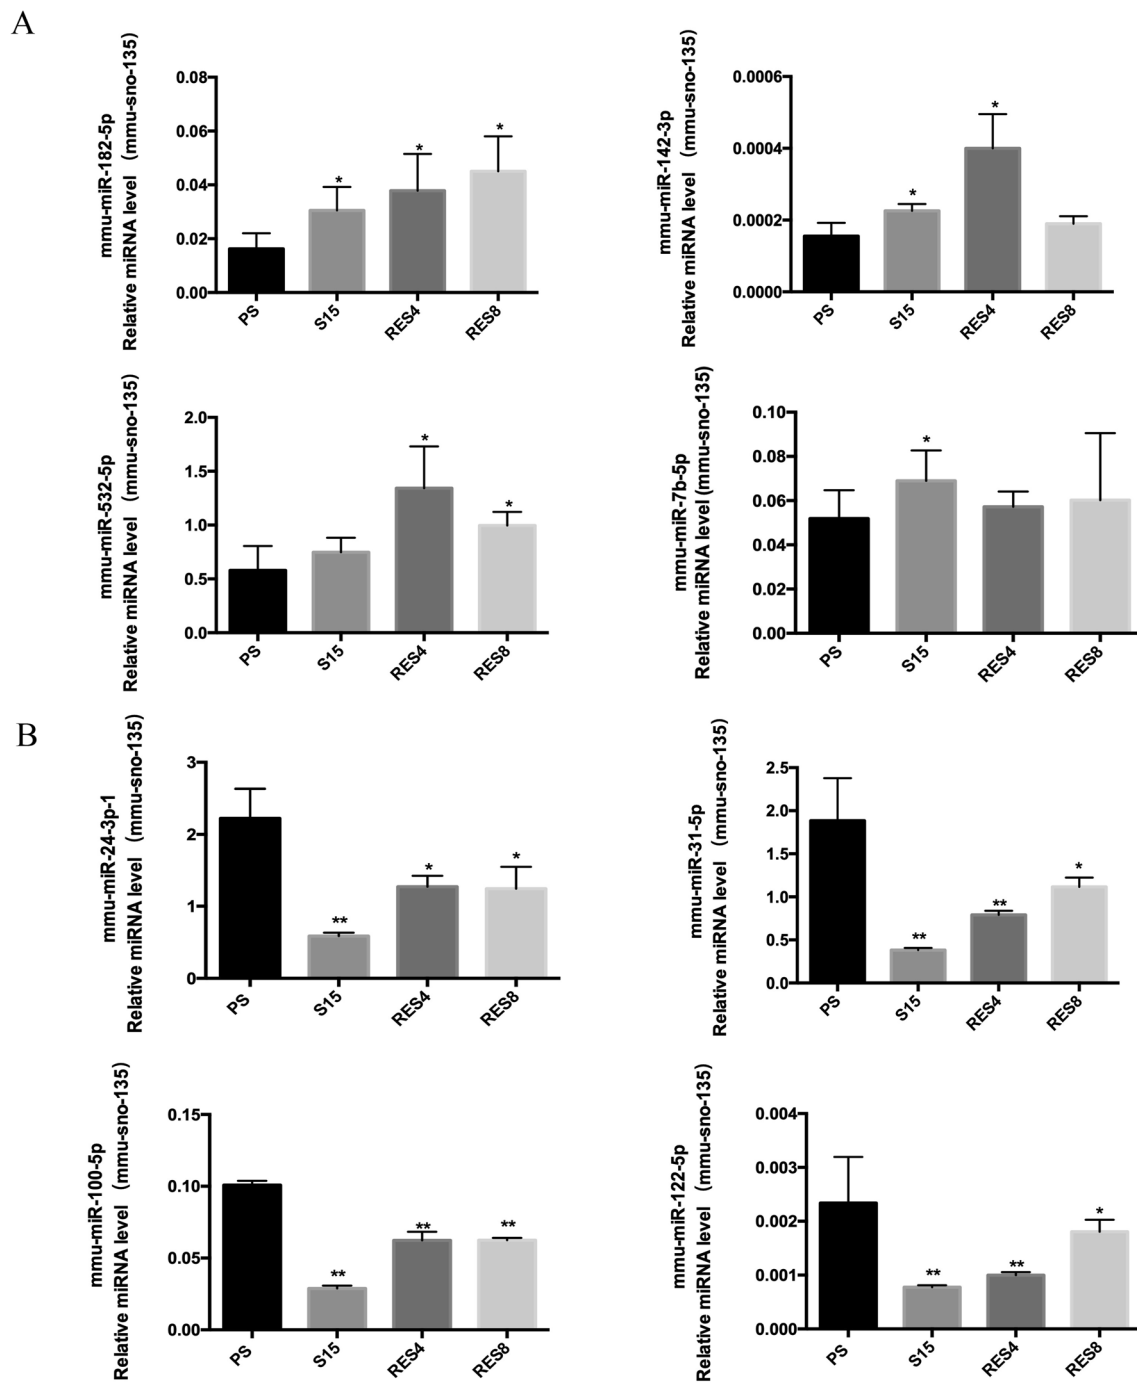 A
mmu-miR-182-5p
Relative miRNA level (mmu-sno-135)
0.08
0.06
0.04
0.02
0.00
*
*
*
PS
S15
RES4
RES8
mmu-miR-142-3p
Relative miRNA level (mmu-sno-135)
0.0006
0.0004
0.0002
0.0000
*
*
PS
S15
RES4
RES8
mmu-miR-532-5p
Relative miRNA level (mmu-sno-135)
2.0
1.5
1.0
0.5
0.0
*
*
PS
S15
RES4
RES8
mmu-miR-7b-5p
Relative miRNA level (mmu-sno-135)
0.10
0.08
0.06
0.04
0.02
0.00
*
PS
S15
RES4
RES8
B
mmu-miR-24-3p-1
Relative miRNA level (mmu-sno-135)
3
2
1
0
**
*
*
PS
S15
RES4
RES8
mmu-miR-31-5p
Relative miRNA level (mmu-sno-135)
2.5
2.0
1.5
1.0
0.5
0.0
**
**
*
PS
S15
RES4
RES8
mmu-miR-100-5p
Relative miRNA level (mmu-sno-135)
0.15
0.10
0.05
0.00
**
**
**
PS
S15
RES4
RES8
mmu-miR-122-5p
Relative miRNA level (mmu-sno-135)
0.004
0.003
0.002
0.001
0.000
**
**
*
PS
S15
RES4
RES8